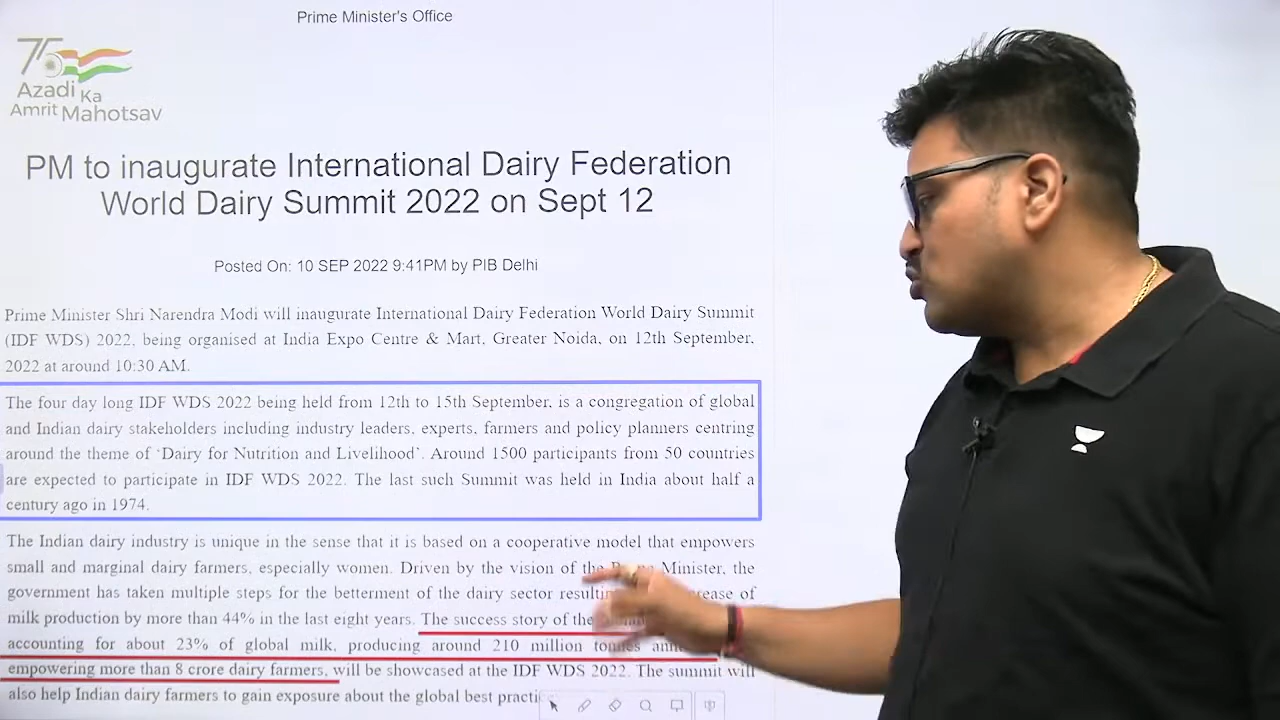 Prime Minister's Office
75
Azadi Ka
Amrit Mahotsav
PM to inaugurate International Dairy Federation
World Dairy Summit 2022 on Sept 12
Posted On: 10 SEP 2022 9:41PM by PIB Delhi
Prime Minister Shri Narendra Modi will inaugurate International Dairy Federation World Dairy Summit
(IDF WDS) 2022, being organised at India Expo Centre & Mart, Greater Noida, on 12th September,
2022 at around 10:30 AM.
The four day long IDF WDS 2022 being held from 12th to 15th September, is a congregation of global
and Indian dairy stakeholders including industry leaders, experts, farmers and policy planners centring
around the theme of ‘Dairy for Nutrition and Livelihood’. Around 1500 participants from 50 countries
are expected to participate in IDF WDS 2022. The last such Summit was held in India about half a
century ago in 1974.
The Indian dairy industry is unique in the sense that it is based on a cooperative model that empowers
small and marginal dairy farmers, especially women. Driven by the vision of the Minister, the
government has taken multiple steps for the betterment of the dairy sector of
milk production by more than 44% in the last eight years. The success story of the
accounting for about 23% of global milk, producing around 210 million tonnes
empowering more than 8 crore dairy farmers, will be showcased at the IDF WDS 2022. The summit will
also help Indian dairy farmers to gain exposure about the global best